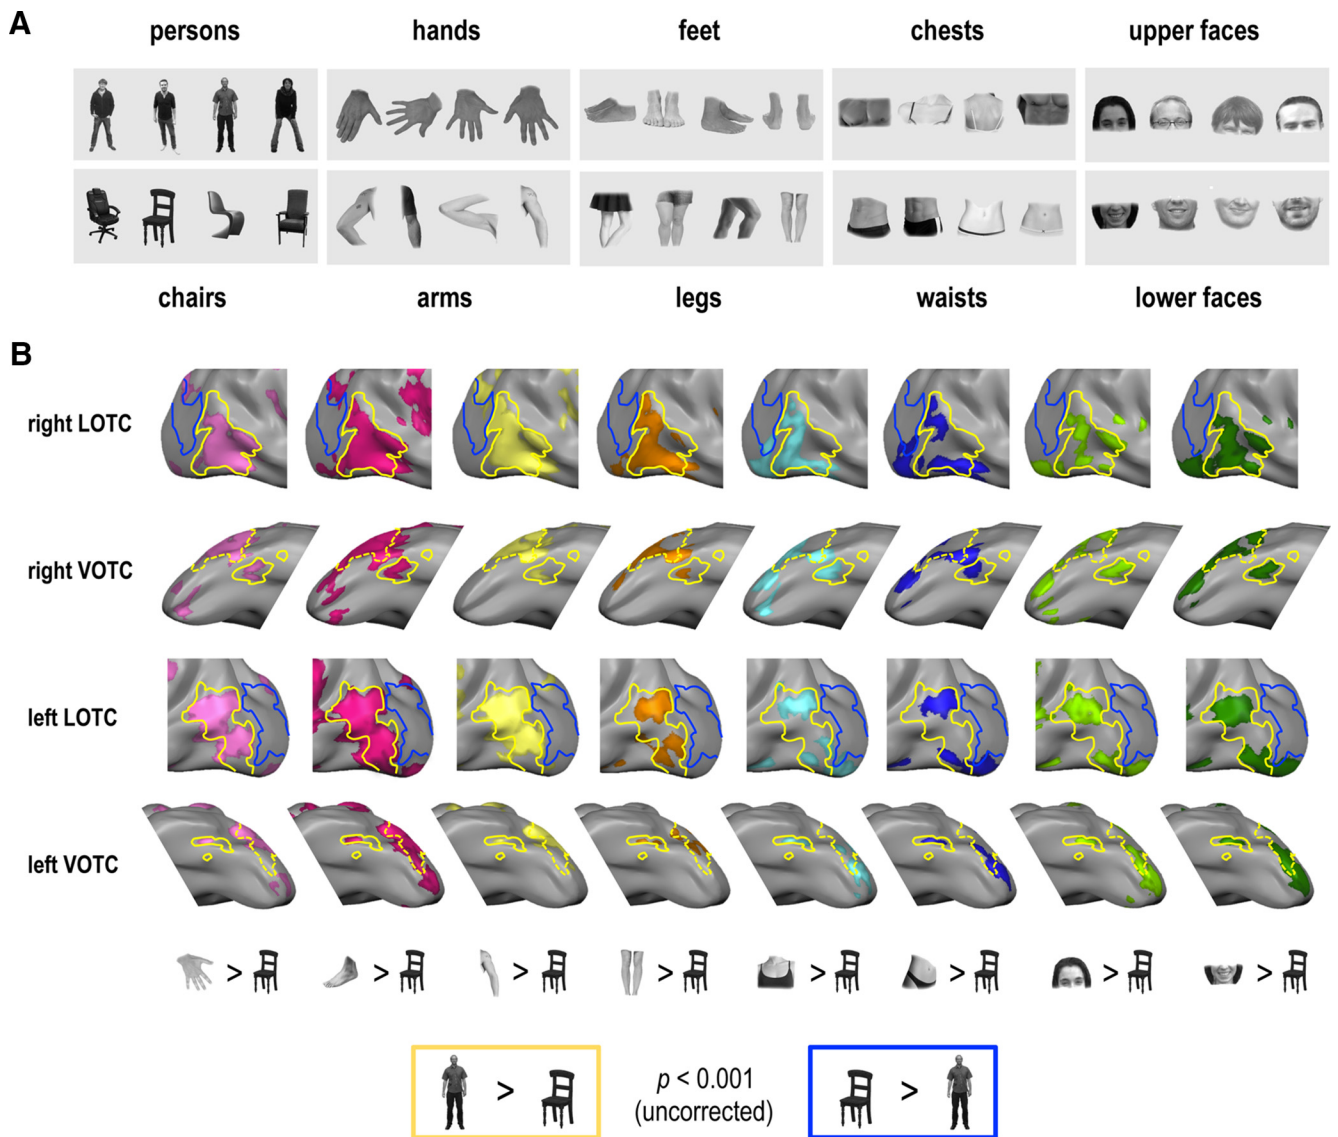 A
persons hands feet chests upper faces
chairs arms legs waists lower faces
B
right LOTC
right VOTC
left LOTC
left VOTC
> > > > > > > >
> p < 0.001 >
(uncorrected)